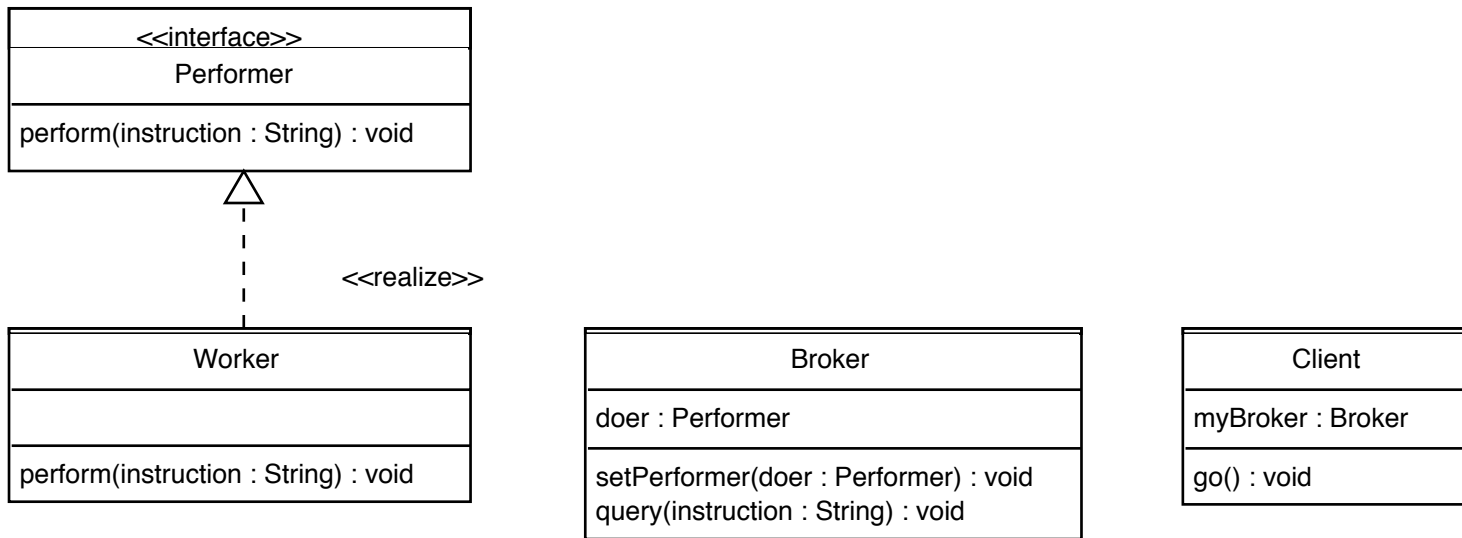 <<interface>>
Performer
perform(instruction : String) : void
<<realize>>
Worker
perform(instruction : String) : void
Broker
doer : Performer
setPerformer(doer : Performer) : void
query(instruction : String) : void
Client
myBroker : Broker
go() : void